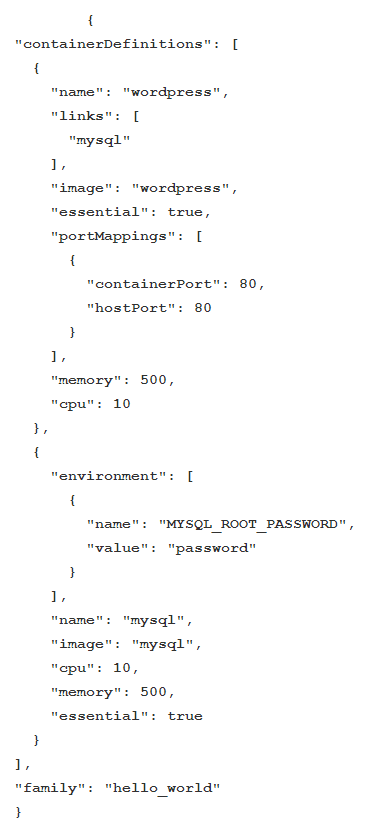 {
"containerDefinitions": [
  {
    "name": "wordpress",
    "links": [
      "mysql"
    ],
    "image": "wordpress",
    "essential": true,
    "portMappings": [
      {
        "containerPort": 80,
        "hostPort": 80
      }
    ],
    "memory": 500,
    "cpu": 10
  },
  {
    "environment": [
      {
        "name": "MYSQL_ROOT_PASSWORD",
        "value": "password"
      }
    ],
    "name": "mysql",
    "image": "mysql",
    "cpu": 10,
    "memory": 500,
    "essential": true
  }
],
"family": "hello_world"
}